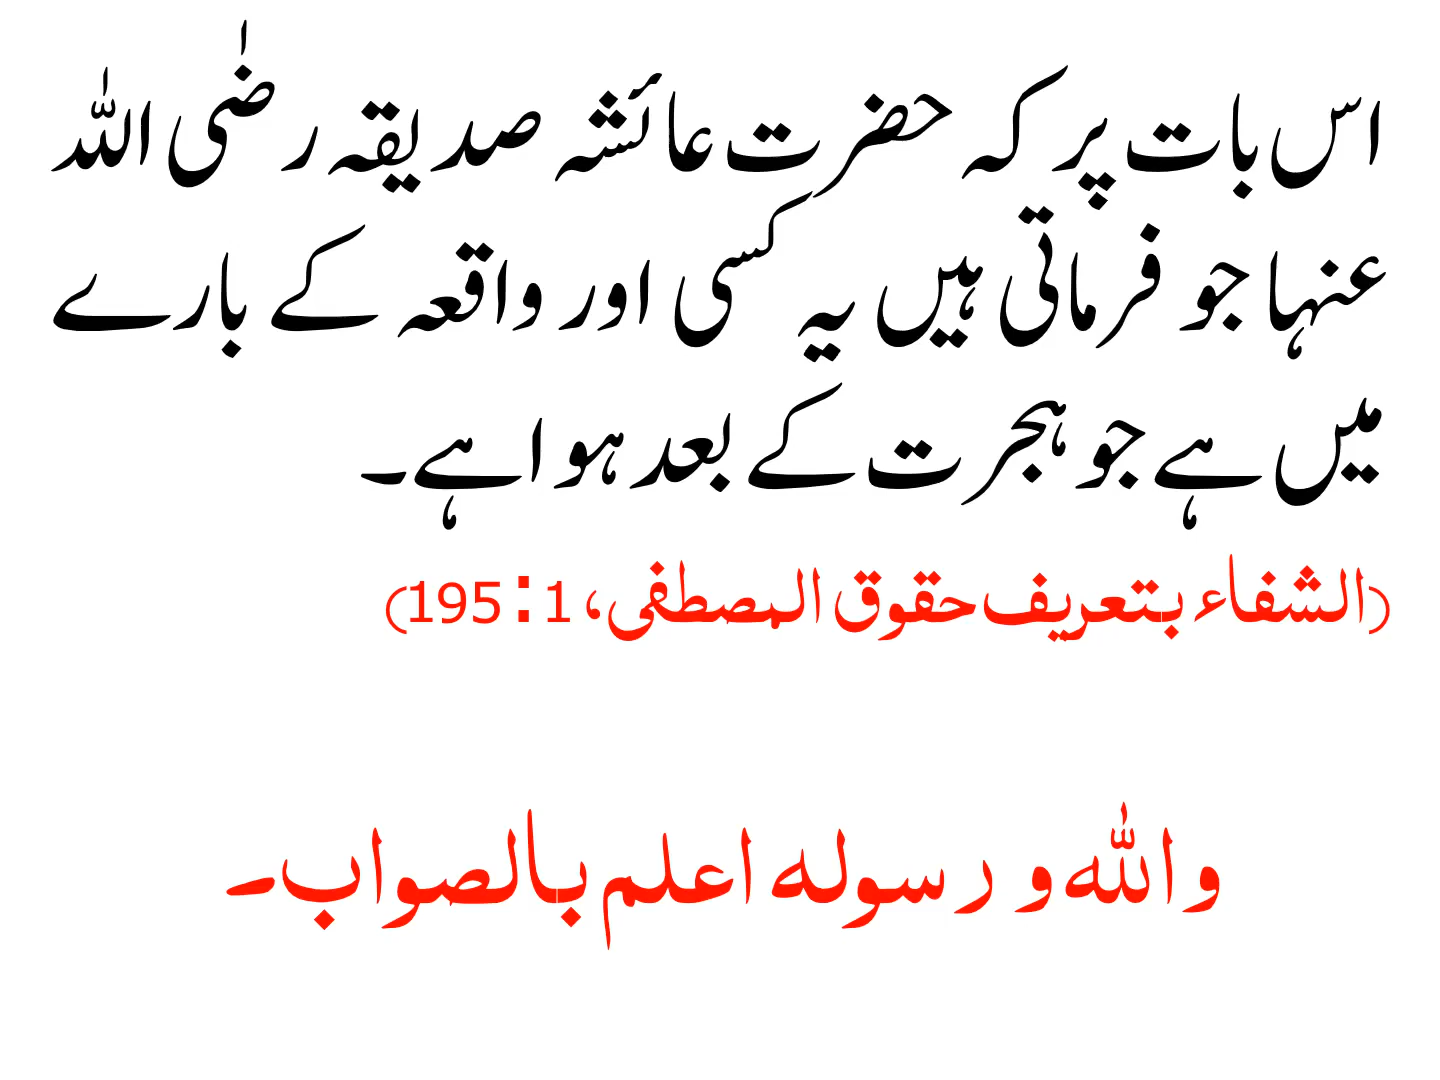 اس بات پر کہ حضرت عائشہ صدیقہ رضٰی اللہ
عنہا جو فرماتی ہیں یہ کسی اور واقعہ کے بارے
میں ہے جو ہجرت کے بعد ہوا ہے۔
(الشفاء بتعریف حقوق المصطفی، 1:195)
واللہ و رسولہ اعلم بالصواب۔